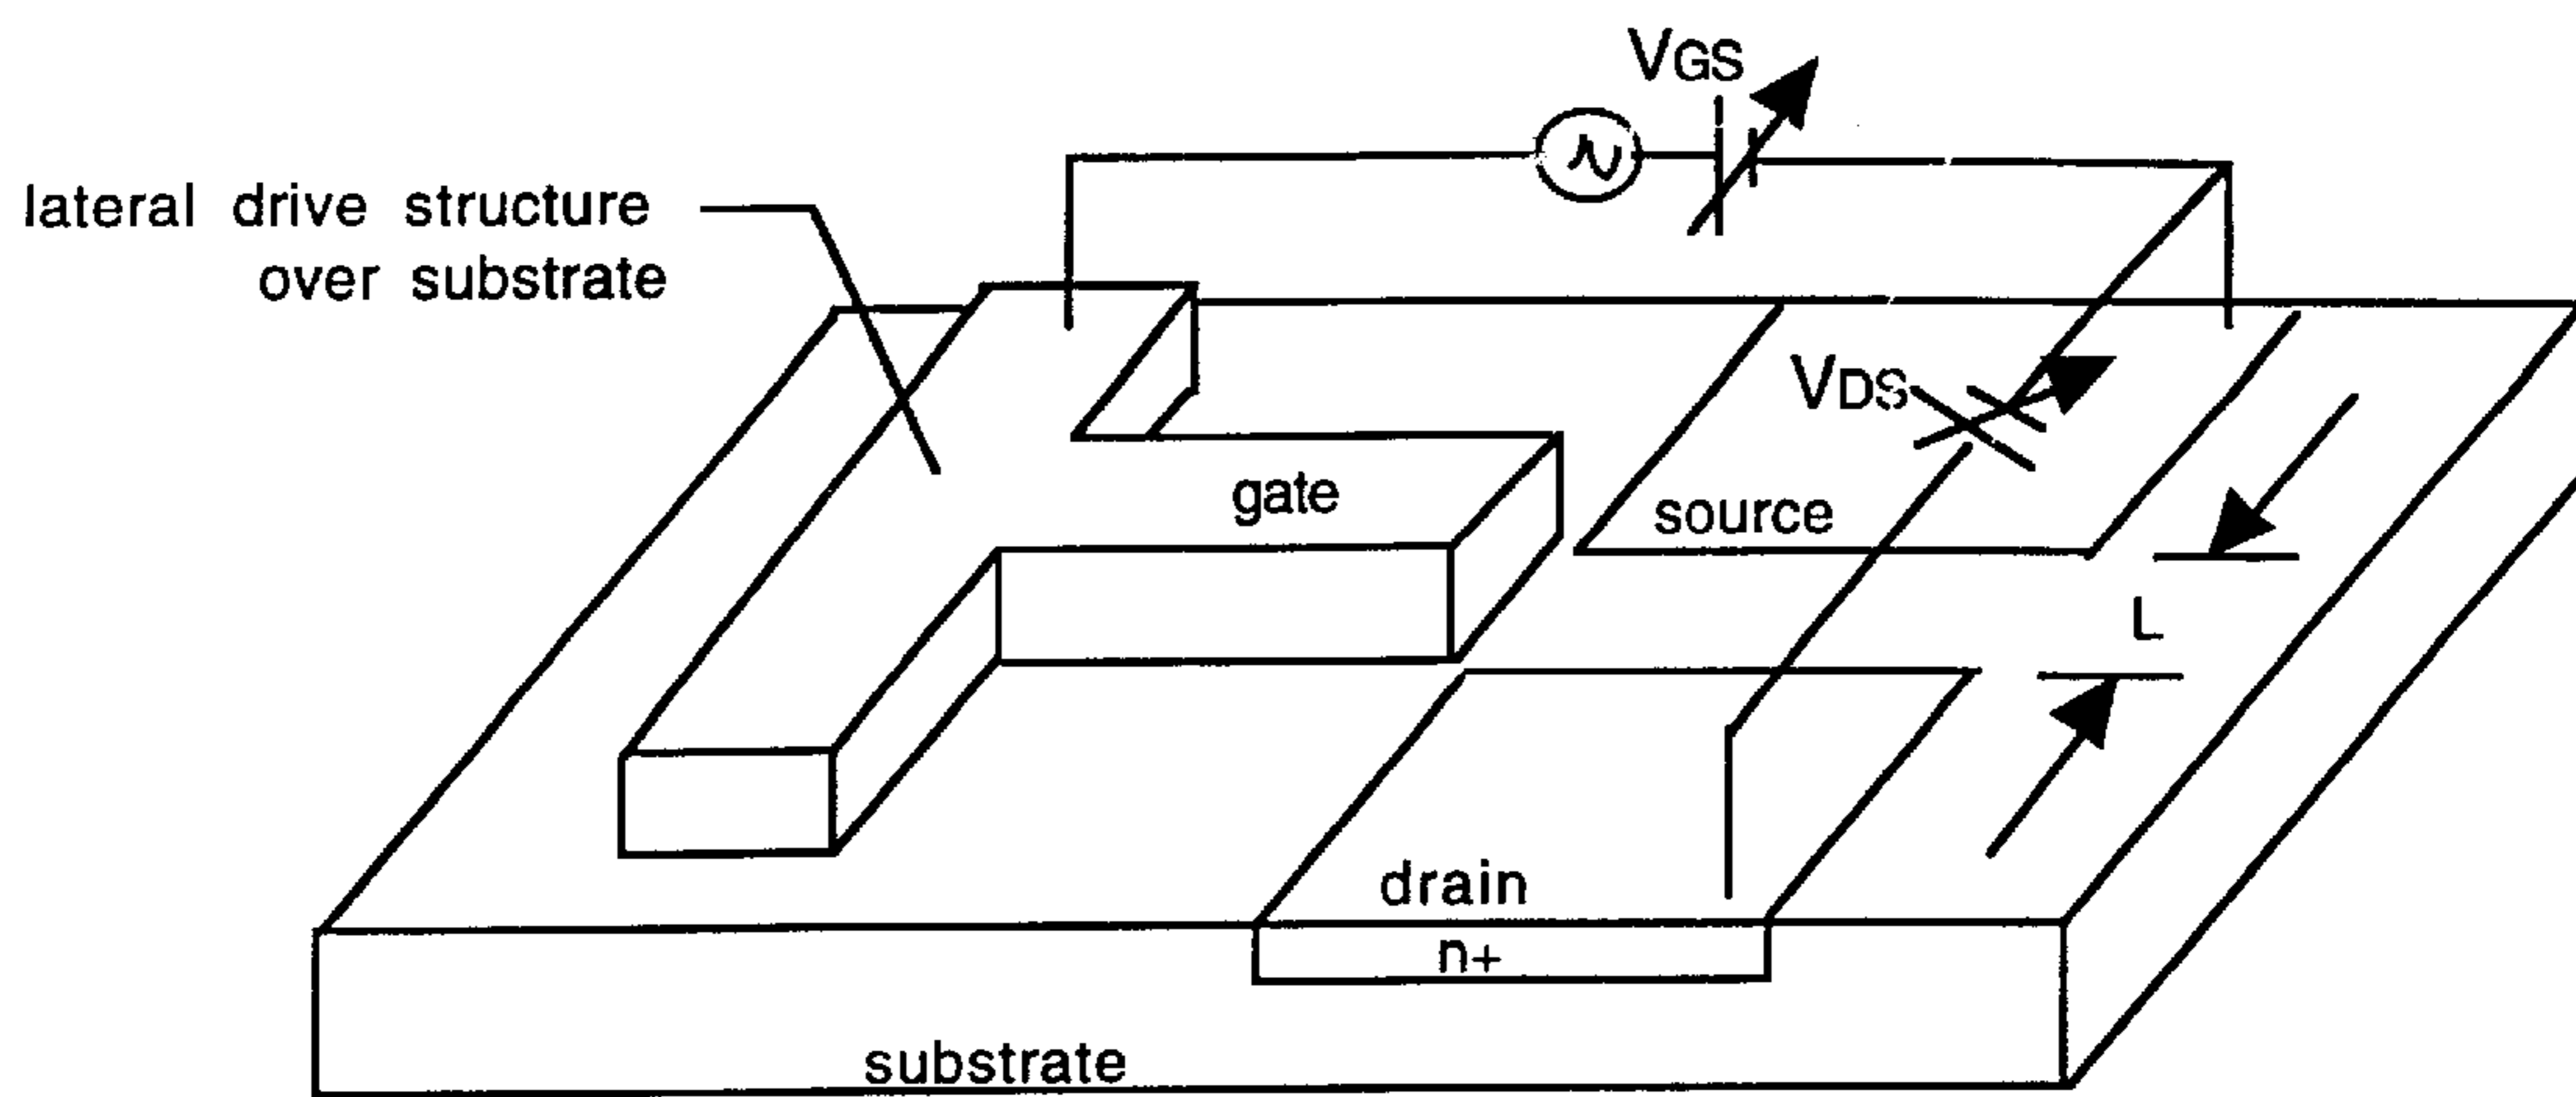 VGS
lateral drive structure
over substrate
VDS
gate
source
L
drain
n+
substrate